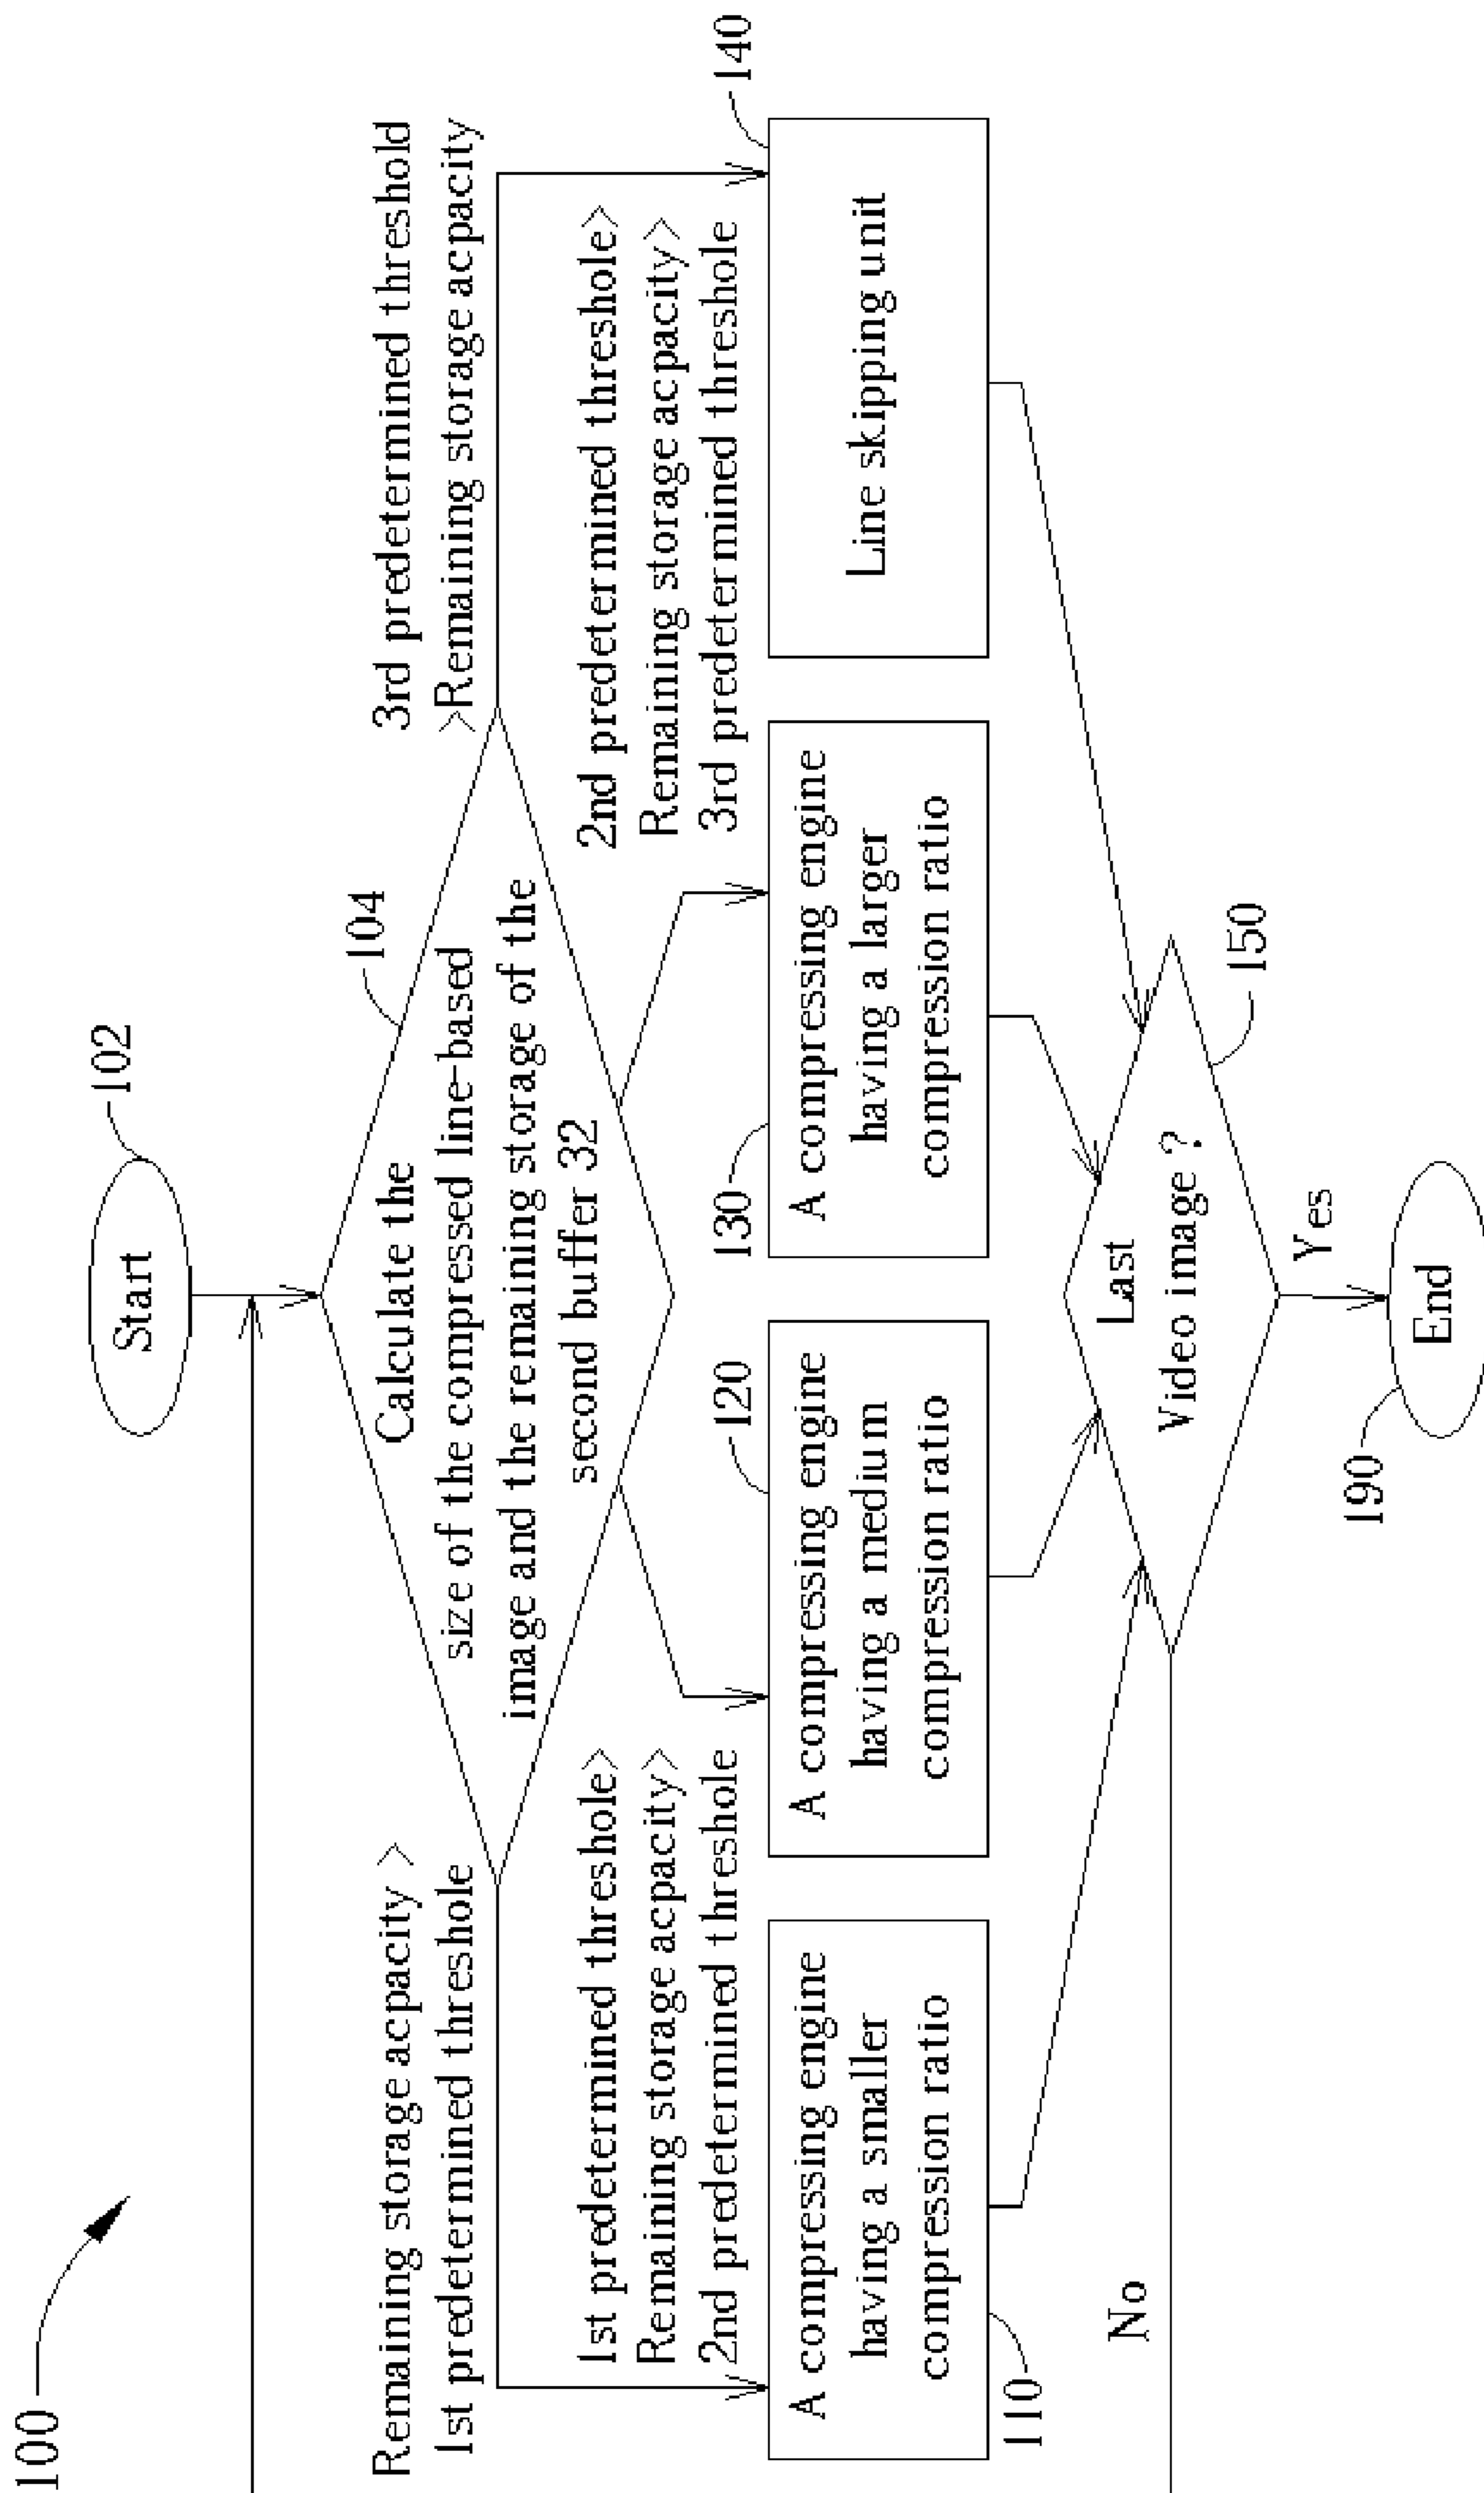 100
Start
102
104
Calculate the
size of the compressed line-based
image and the remaining storage of the
second buffer 32
Remaining storage acpacity >
1st predetermined threshole
3rd predetermined threshold
>Remaining storage acpacity
1st predetermined threshole>
Remaining storage acpacity>
2nd predetermined threshole
2nd predetermined threshole>
Remaining storage acpacity>
3rd predetermined threshole
A compressing engine
having a smaller
compression ratio
110
A compressing engine
having a medium
compression ratio
120
A compressing engine
having a larger
compression ratio
130
Line skipping unit
140
Last
Video image ?
150
No
Yes
End
190